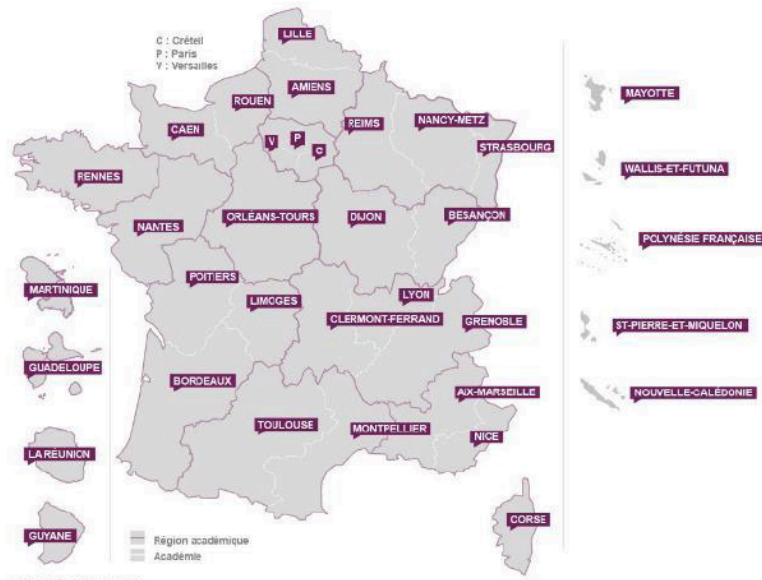 LILLE
C : Créteil
P : Paris
V : Versailles
AMIENS
ROUEN
CAEN
REIMS
NANCY-METZ
STRASBOURG
V
P
C
RENNES
NANTES
ORLÉANS-TOURS
DIJON
BESANÇON
POITIERS
LIMOGES
LYON
CLERMONT-FERRAND
GRENOBLE
BORDEAUX
AIX-MARSEILLE
TOULOUSE
MONTPELLIER
NICE
CORSE
MARTINIQUE
GUADELOUPE
LA RÉUNION
GUYANE
MAYOTTE
WALLIS-ET-FUTUNA
POLYNÉSIE FRANÇAISE
ST-PIERRE-ET-MIQUELON
NOUVELLE-CALÉDONIE
Région académique
Académie